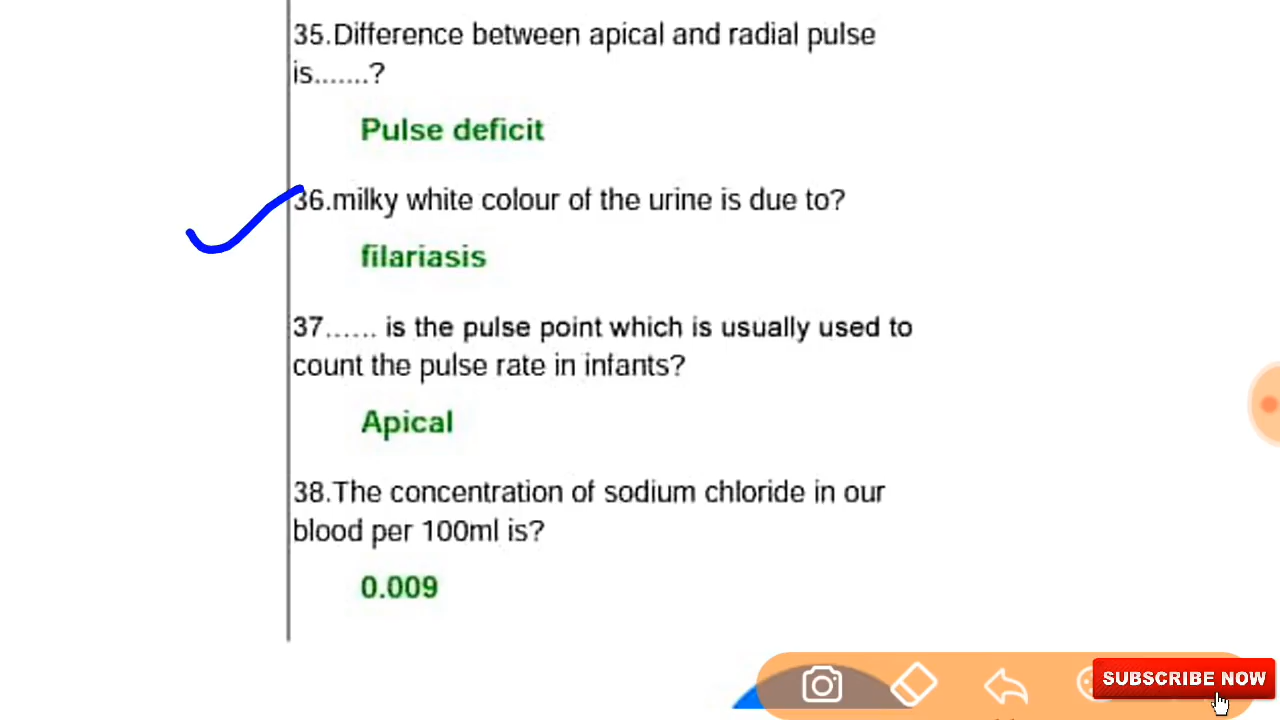 35.Difference between apical and radial pulse
is.......?
Pulse deficit
36.milky white colour of the urine is due to?
filariasis
37...... is the pulse point which is usually used to
count the pulse rate in infants?
Apical
38.The concentration of sodium chloride in our
blood per 100ml is?
0.009
SUBSCRIBE NOW